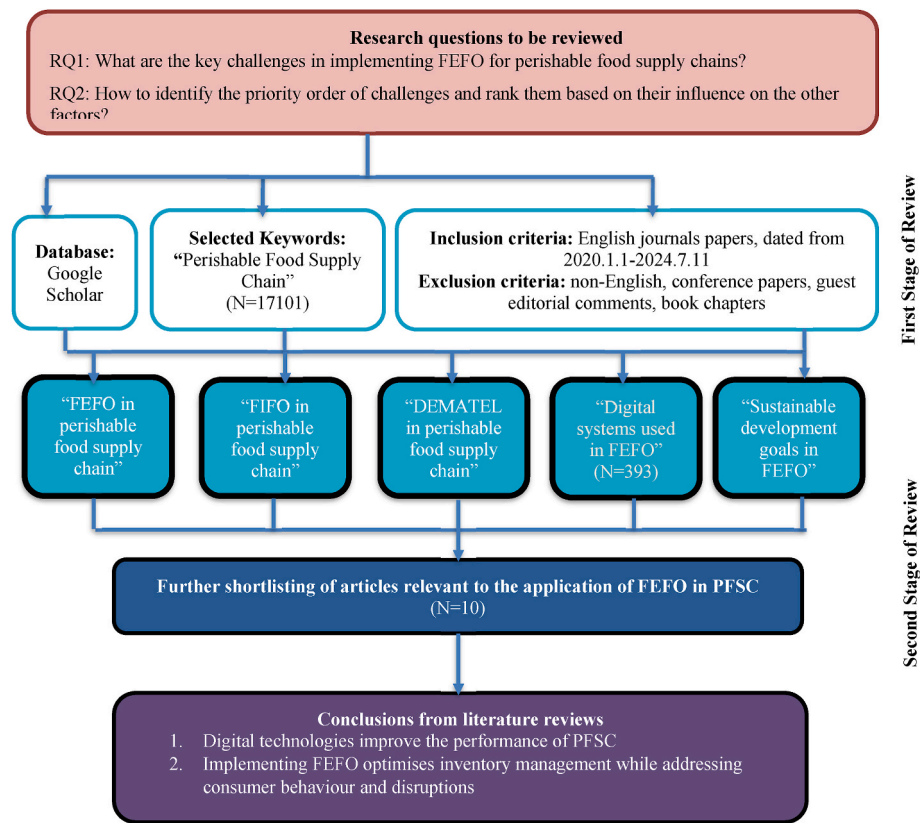 Research questions to be reviewed
RQ1: What are the key challenges in implementing FEFO for perishable food supply chains?
RQ2: How to identify the priority order of challenges and rank them based on their influence on the other
factors?
First Stage of Review
Database:
Google
Scholar
Selected Keywords:
“Perishable Food Supply
Chain”
(N=17101)
Inclusion criteria: English journals papers, dated from
2020.1.1-2024.7.11
Exclusion criteria: non-English, conference papers, guest
editorial comments, book chapters
“FEFO in
perishable
food supply
chain”
“FIFO in
perishable
food supply
chain”
“DEMATEL
in perishable
food supply
chain”
“Digital
systems used
in FEFO”
(N=393)
“Sustainable
development
goals in
FEFO”
Second Stage of Review
Further shortlisting of articles relevant to the application of FEFO in PFSC
(N=10)
Conclusions from literature reviews
1. Digital technologies improve the performance of PFSC
2. Implementing FEFO optimises inventory management while addressing
consumer behaviour and disruptions